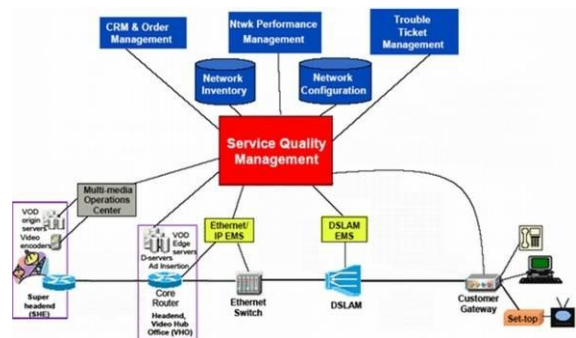 CRM & Order
Management
Ntwk Performance
Management
Trouble
Ticket
Management
Network
Inventory
Network
Configuration
Service Quality
Management
Multi-media
Operations
Center
VOD
origin
servers
Video
encoders
Super
headend
(SHE)
VOD
Edge
servers
D-servers
Ad Insertion
Core
Router
Headend,
Video Hub
Office (VHO)
Ethernet/
IP EMS
Ethernet
Switch
DSLAM
EMS
DSLAM
Customer
Gateway
Set-top